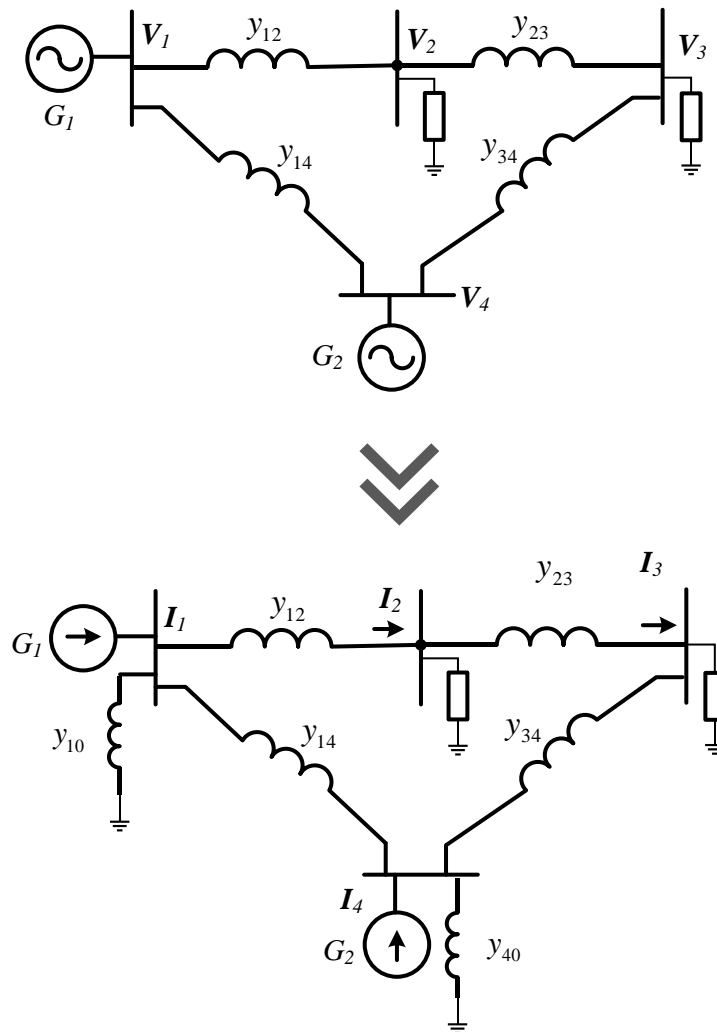 V₁
y₁₂
V₂
y₂₃
V₃
G₁
y₁₄
y₃₄
V₄
G₂
I₁
y₁₂
I₂
y₂₃
I₃
G₁
y₁₀
y₁₄
y₃₄
I₄
G₂
y₄₀